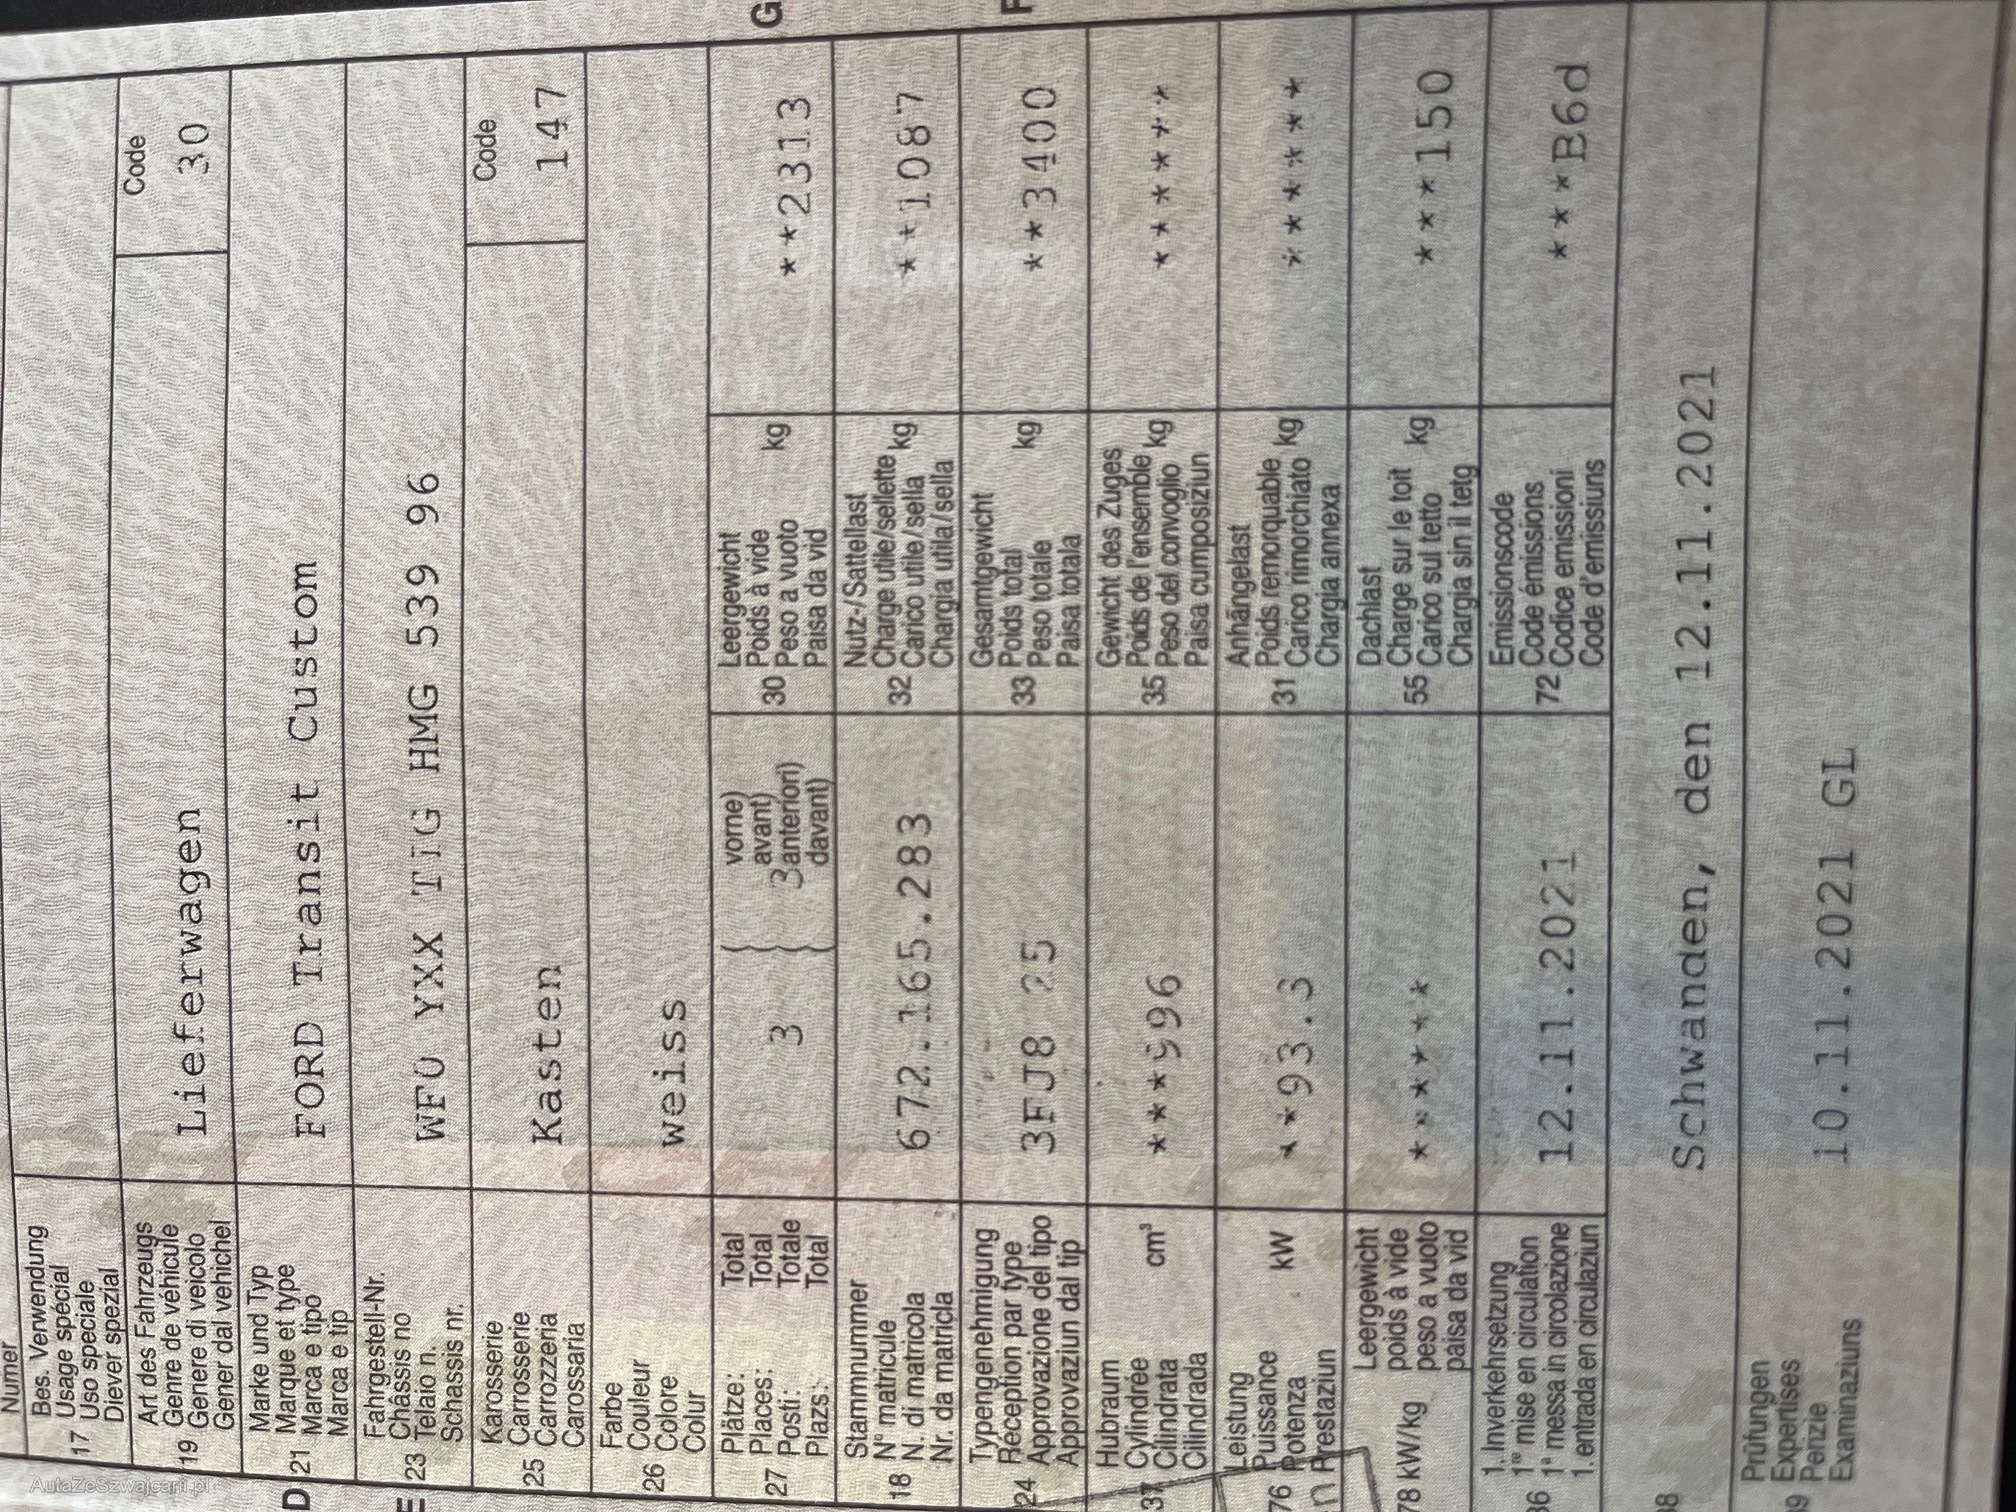 Numer
Bes. Verwendung
Usage spécial
17 Uso speciale
Diever spezial
Art des Fahrzeugs
19 Genre de véhicule
Genere di veicolo
Gener dal vehichel
Lieferwagen
Code
30
D 21 Marke und Typ
Marque et type
Marca e tipo
Marca e tip
FORD Transit Custom
E 23 Fahrgestell-Nr.
Châssis no
Telaio n.
Schassis nr.
WF0 YXX T1G HMG 539 96
25 Karosserie
Carrosserie
Carrozzeria
Carossaria
Kasten
Code
147
26 Farbe
Couleur
Colore
Colur
weiss
27 Plätze: Total
Places: Total
Posti: Totale
Plazs: Total
3
vorne)
avant)
3 anteriori)
davant)
G
30 Leergewicht
Poids à vide
Peso a vuoto kg
Paisa da vid
**2313
18 Stammnummer
N° matricule
N. di matricola
Nr. da matricla
672.165.283
32 Nutz-/Sattellast
Charge utile/sellette
Carico utile/sella kg
Chargia utila/sella
**1087
24 Typengenehmigung
Réception par type
Approvazione del tipo
Approvaziun dal tip
3FJ8 25
F
33 Gesamtgewicht
Poids total
Peso totale kg
Paisa totala
**3400
37 Hubraum
Cylindrée cm³
Cilindrata
Cilindrada
35 Gewicht des Zuges
Poids de l'ensemble
Peso del convoglio kg
Paisa cumposiziun
******
76 Leistung
Puissance kW
Potenza
Prestaziun
**93.3
31 Anhängelast
Poids remorquable
Carico rimorchiato kg
Chargia annexa
******
78 kW/kg Leergewicht
poids à vide
peso a vuoto
paisa da vid
******
55 Dachlast
Charge sur le toit
Carico sul tetto kg
Chargia sin il tetg
***150
36 1. Inverkehrsetzung
1re mise en circulation
1a messa in circolazione
1. entrada en circulaziun
12.11.2021
72 Emissionscode
Code émissions
Codice emissioni
Code d'emissiuns
***B6d
Schwanden, den 12.11.2021
39 Prüfungen
Expertises
Perizie
Examinaziuns
10.11.2021 GL
AutaZeSzwajcarii.pl